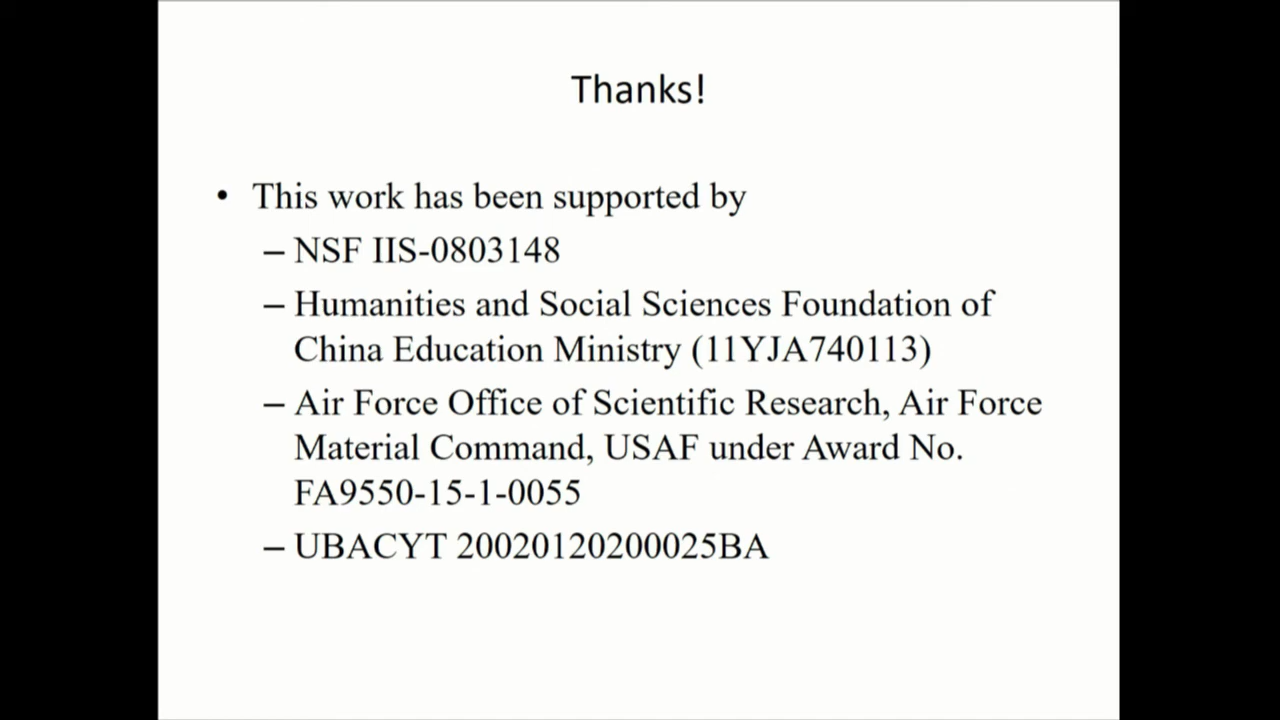 Thanks!
• This work has been supported by
– NSF IIS-0803148
– Humanities and Social Sciences Foundation of
China Education Ministry (11YJA740113)
– Air Force Office of Scientific Research, Air Force
Material Command, USAF under Award No.
FA9550-15-1-0055
– UBACYT 20020120200025BA